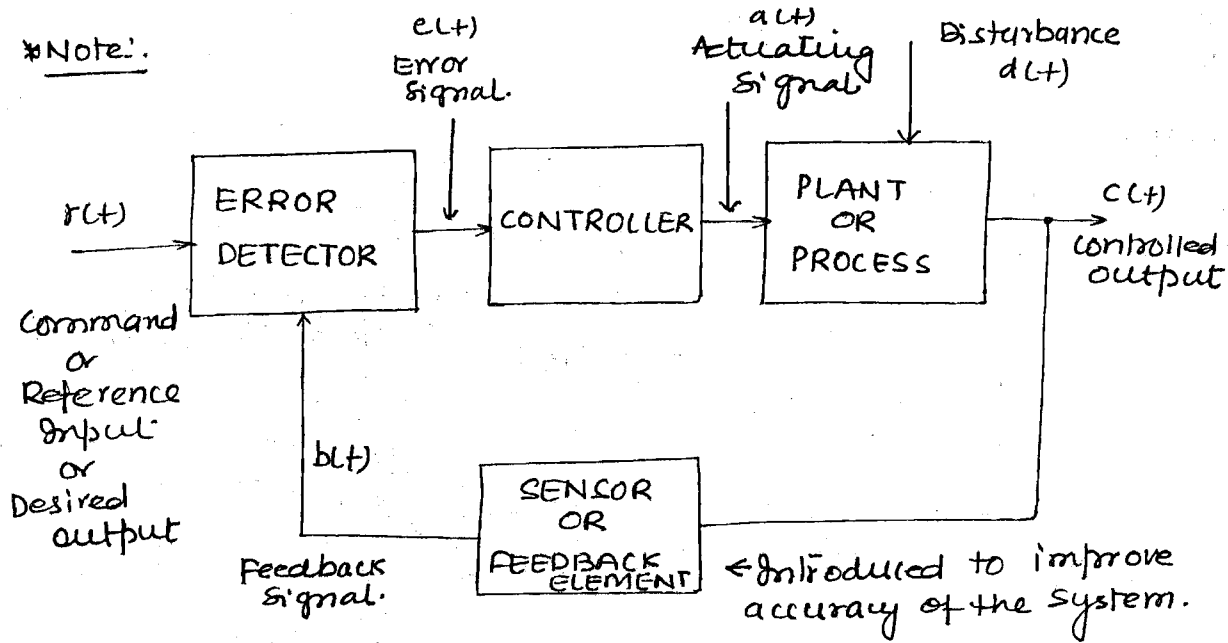 *Note:.
e(t)
Error
Signal.
a(t)
Actuating
Signal
Disturbance
d(t)
r(t)
ERROR
DETECTOR
CONTROLLER
PLANT
OR
PROCESS
c(t)
Controlled
output
Command
or
Reference
Input
or
Desired
output
b(t)
Feedback
Signal.
SENSOR
OR
FEEDBACK
ELEMENT
←Introduced to improve
accuracy of the system.